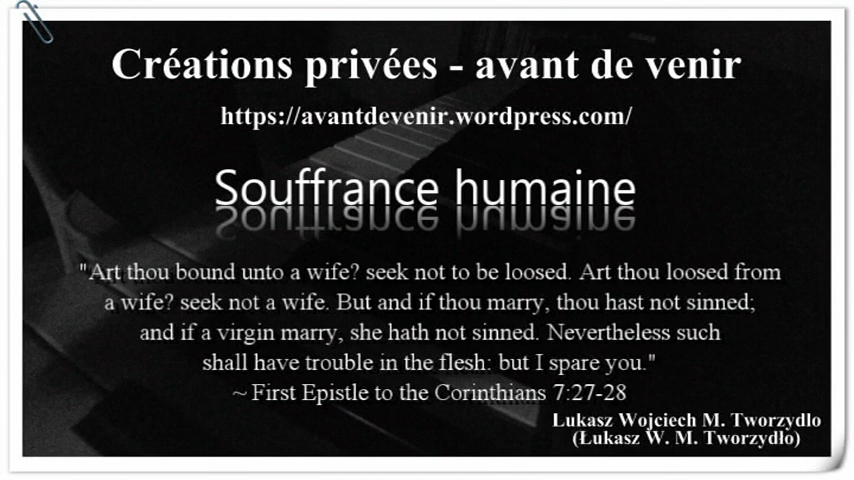 Créations privées - avant de venir
https://avantdevenir.wordpress.com/
Souffrance humaine
"Art thou bound unto a wife? seek not to be loosed. Art thou loosed from
a wife? seek not a wife. But and if thou marry, thou hast not sinned;
and if a virgin marry, she hath not sinned. Nevertheless such
shall have trouble in the flesh: but I spare you."
~ First Epistle to the Corinthians 7:27-28
Lukasz Wojciech M. Tworzydlo
(Łukasz W. M. Tworzydło)